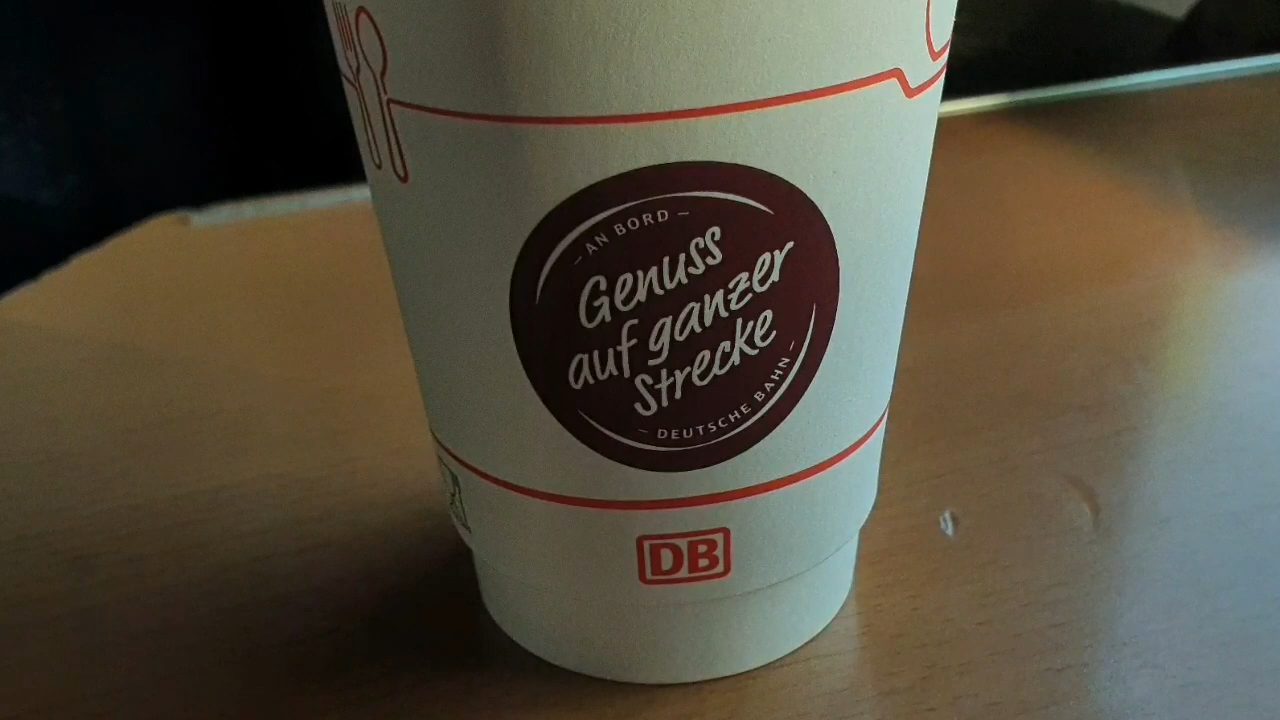 – AN BORD –
Genuss
auf ganzer
Strecke
– DEUTSCHE BAHN –
DB